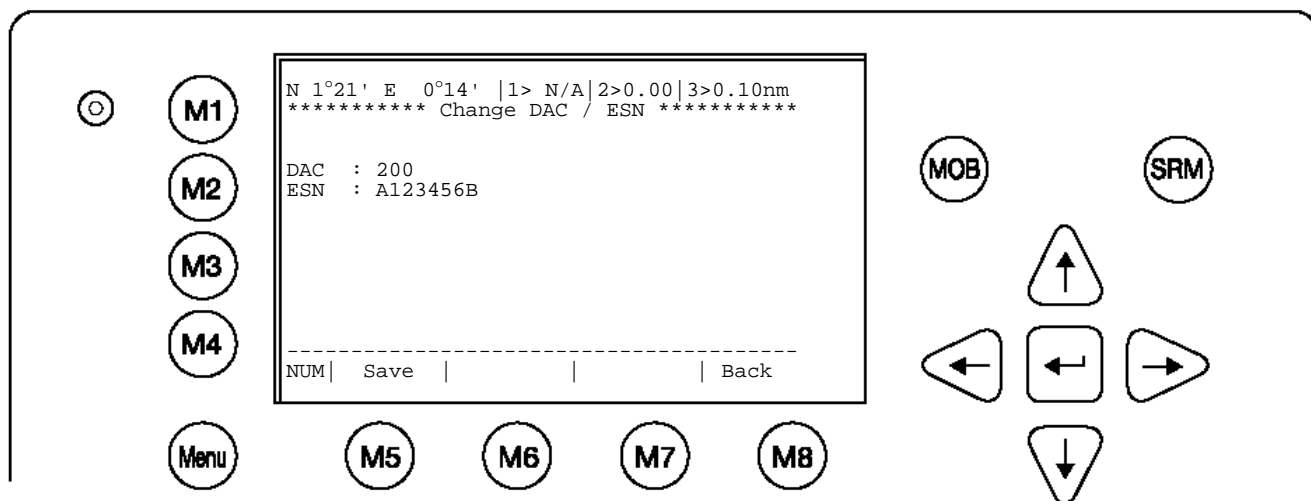 N 1°21' E 0°14' |1> N/A|2>0.00|3>0.10nm
*********** Change DAC / ESN ***********
M1
DAC : 200
ESN : A123456B
M2
MOB
SRM
M3
M4
----------------------------------------
NUM| Save | | | Back
Menu
M5
M6
M7
M8